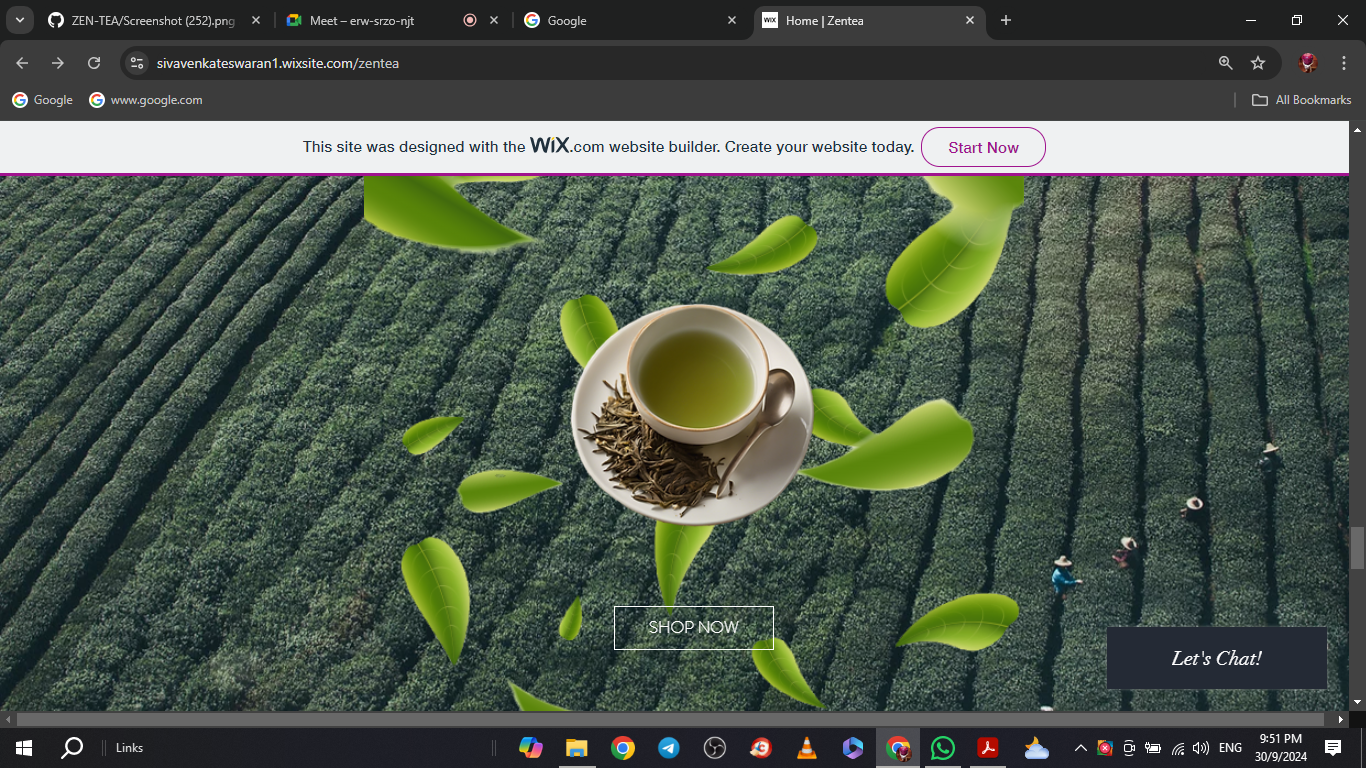 ZEN-TEA/Screenshot (252).png
Meet – erw-srzo-njt
Google
WiX
Home | Zentea
sivavenkateswaran1.wixsite.com/zentea
Google
www.google.com
All Bookmarks
This site was designed with the WiX.com website builder. Create your website today.
Start Now
SHOP NOW
Let's Chat!
Links
ENG
9:51 PM
30/9/2024